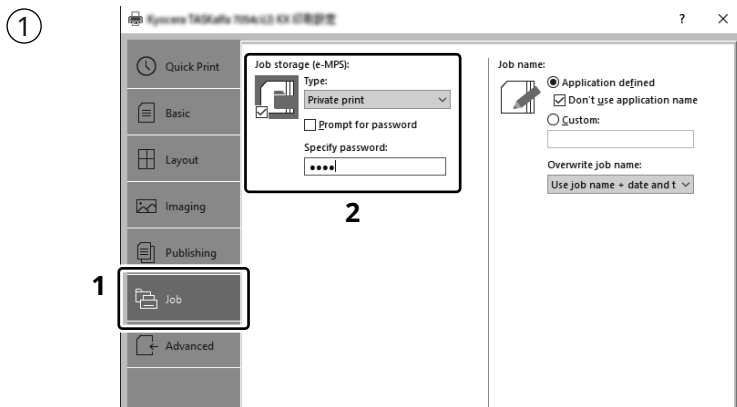 1
? ×
Quick Print
Basic
Layout
Imaging
Publishing
1
Job
Advanced
Job storage (e-MPS):
Type:
Private print
Prompt for password
Specify password:
••••
2
Job name:
Application defined
Don't use application name
Custom:
Overwrite job name:
Use job name + date and t